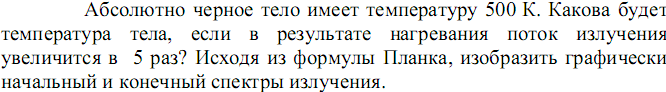 Абсолютно черное тело имеет температуру 500 К. Какова будет
температура тела, если в результате нагревания поток излучения
увеличится в 5 раз? Исходя из формулы Планка, изобразить графически
начальный и конечный спектры излучения.